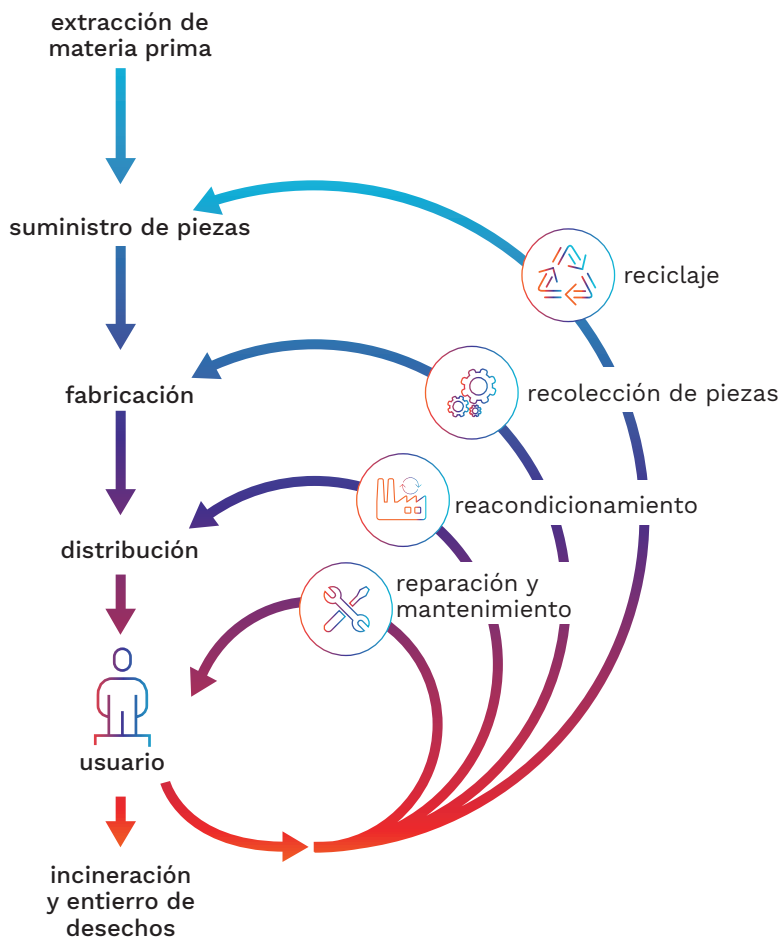 extracción de
materia prima
suministro de piezas
reciclaje
fabricación
recolección de piezas
reacondicionamiento
distribución
reparación y
mantenimiento
usuario
incineración
y entierro de
desechos